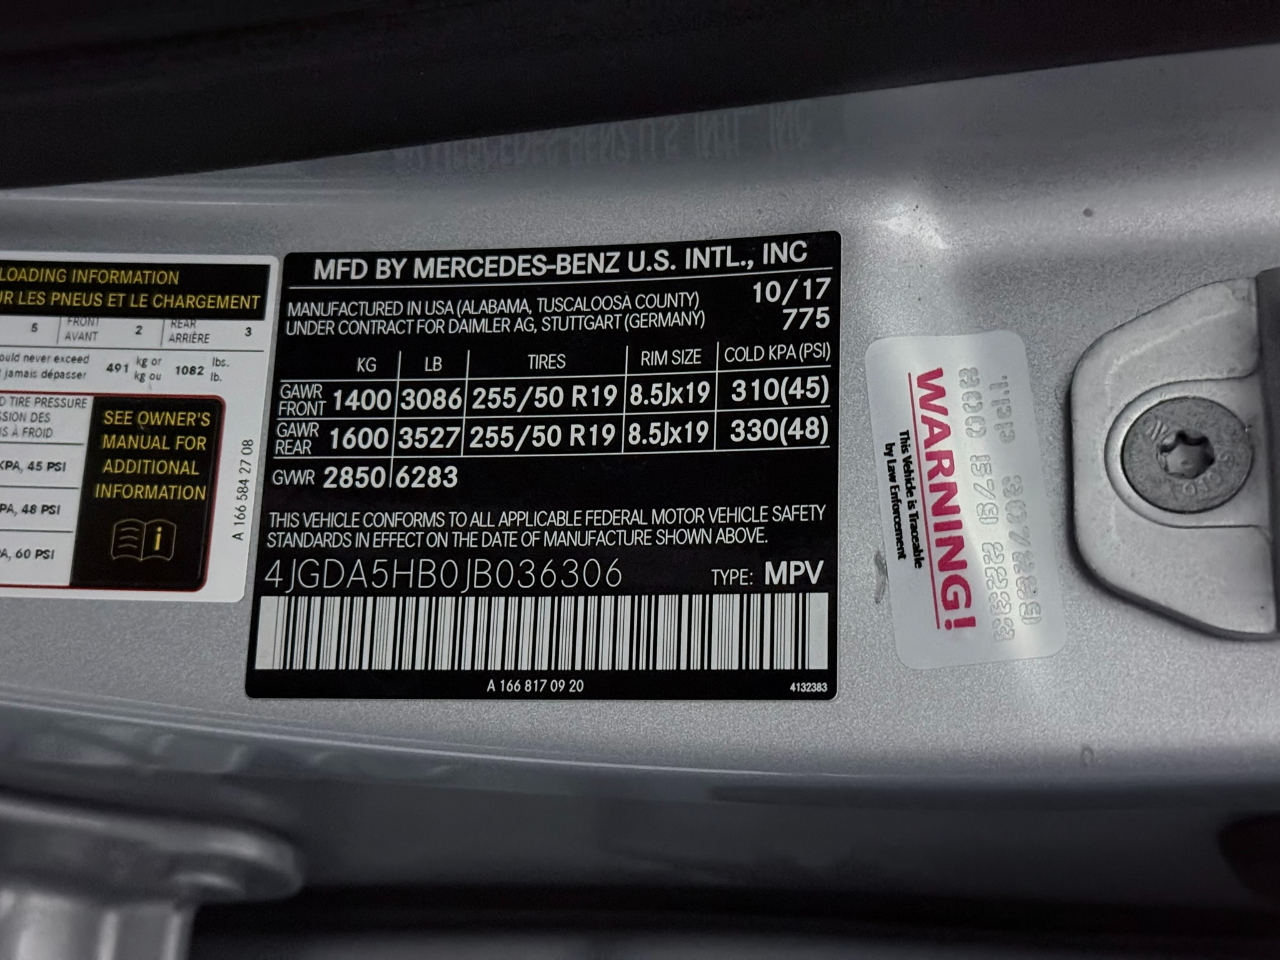 LOADING INFORMATION
UR LES PNEUS ET LE CHARGEMENT
5 FRONT AVANT 2 REAR ARRIÈRE 3
ould never exceed 491 kg or 1082 lbs.
jamais dépasser kg ou lb.
D TIRE PRESSURE
SION DES
S À FROID
KPA, 45 PSI
PA, 48 PSI
A, 60 PSI
SEE OWNER'S
MANUAL FOR
ADDITIONAL
INFORMATION
i
A 166 584 27 08
MFD BY MERCEDES-BENZ U.S. INTL., INC
MANUFACTURED IN USA (ALABAMA, TUSCALOOSA COUNTY) 10/17
UNDER CONTRACT FOR DAIMLER AG, STUTTGART (GERMANY) 775
KG LB TIRES RIM SIZE COLD KPA (PSI)
GAWR FRONT 1400 3086 255/50 R19 8.5Jx19 310(45)
GAWR REAR 1600 3527 255/50 R19 8.5Jx19 330(48)
GVWR 2850 6283
THIS VEHICLE CONFORMS TO ALL APPLICABLE FEDERAL MOTOR VEHICLE SAFETY
STANDARDS IN EFFECT ON THE DATE OF MANUFACTURE SHOWN ABOVE.
4JGDA5HB0JB036306 TYPE: MPV
A 166 817 09 20 4132383
WARNING!
This Vehicle is Traceable
by Law Enforcement